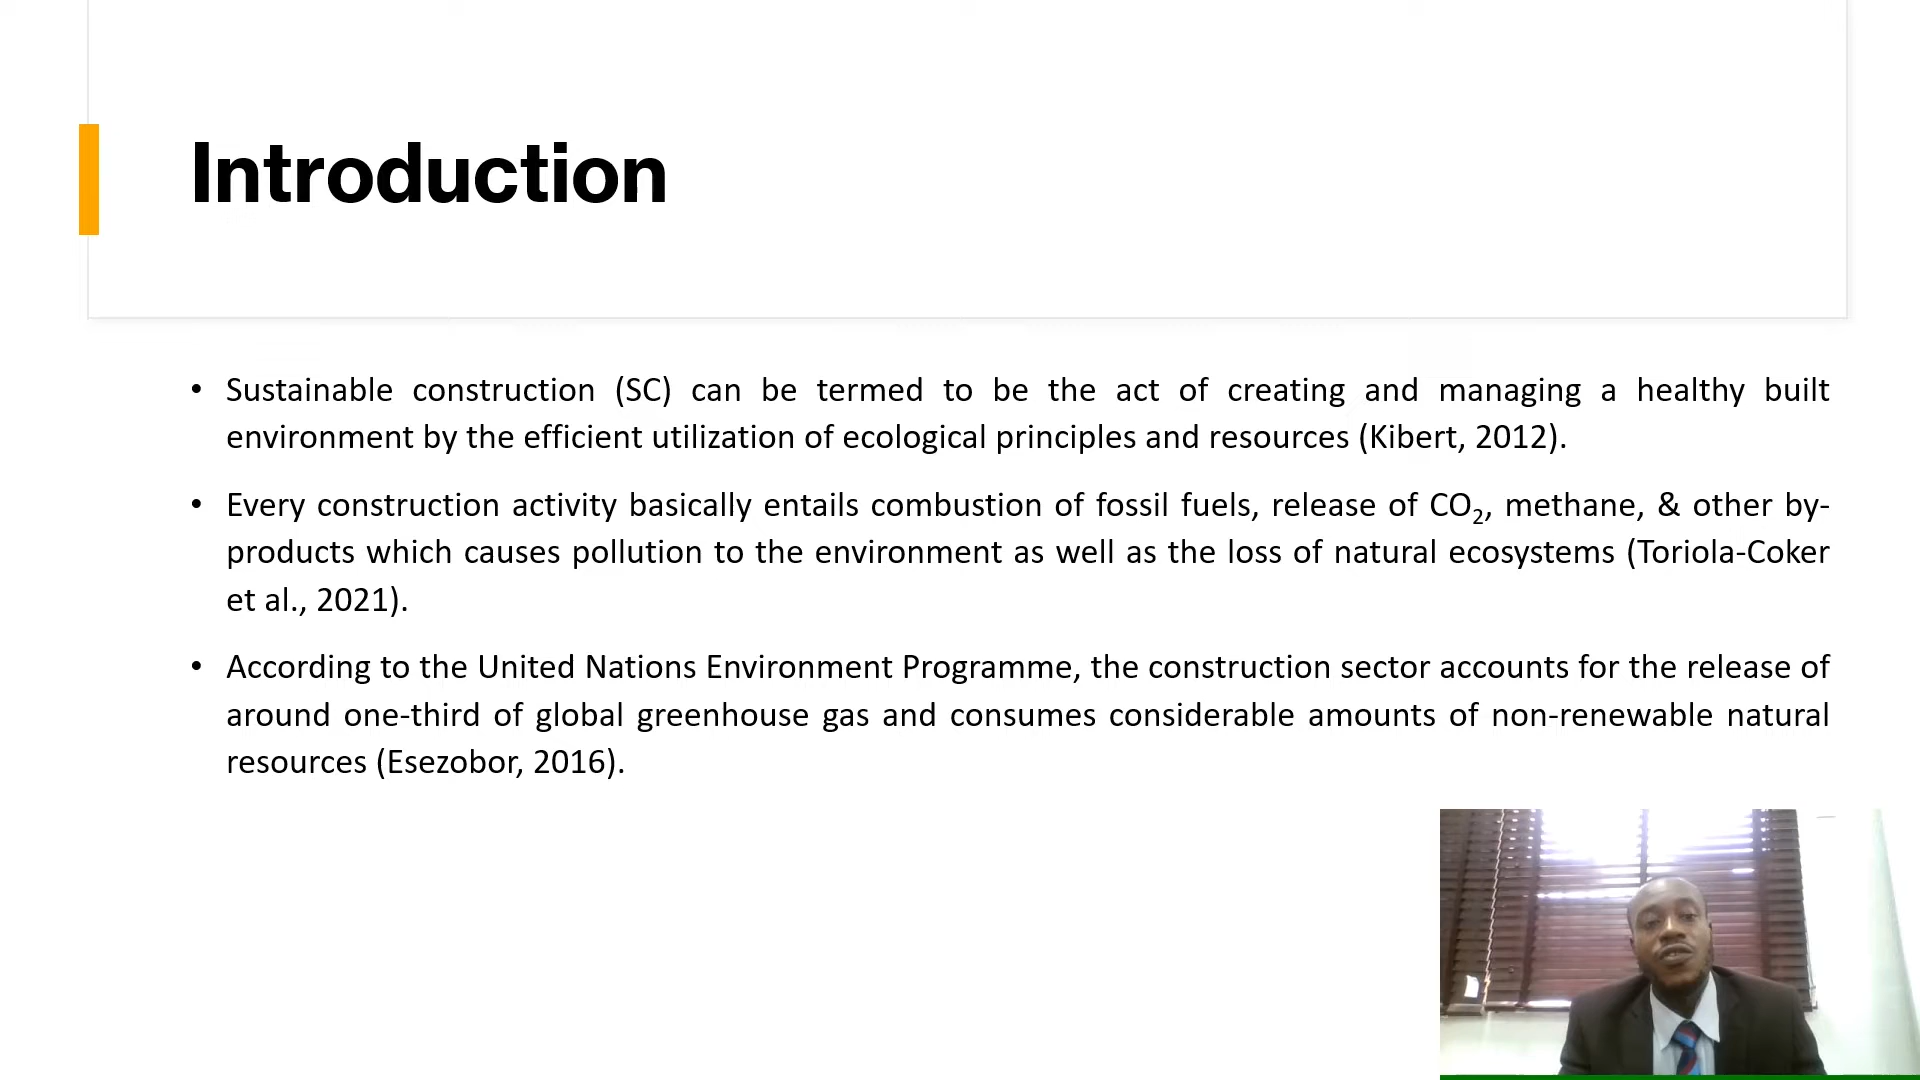 Introduction
• Sustainable construction (SC) can be termed to be the act of creating and managing a healthy built
environment by the efficient utilization of ecological principles and resources (Kibert, 2012).
• Every construction activity basically entails combustion of fossil fuels, release of CO₂, methane, & other by-
products which causes pollution to the environment as well as the loss of natural ecosystems (Toriola-Coker
et al., 2021).
• According to the United Nations Environment Programme, the construction sector accounts for the release of
around one-third of global greenhouse gas and consumes considerable amounts of non-renewable natural
resources (Esezobor, 2016).